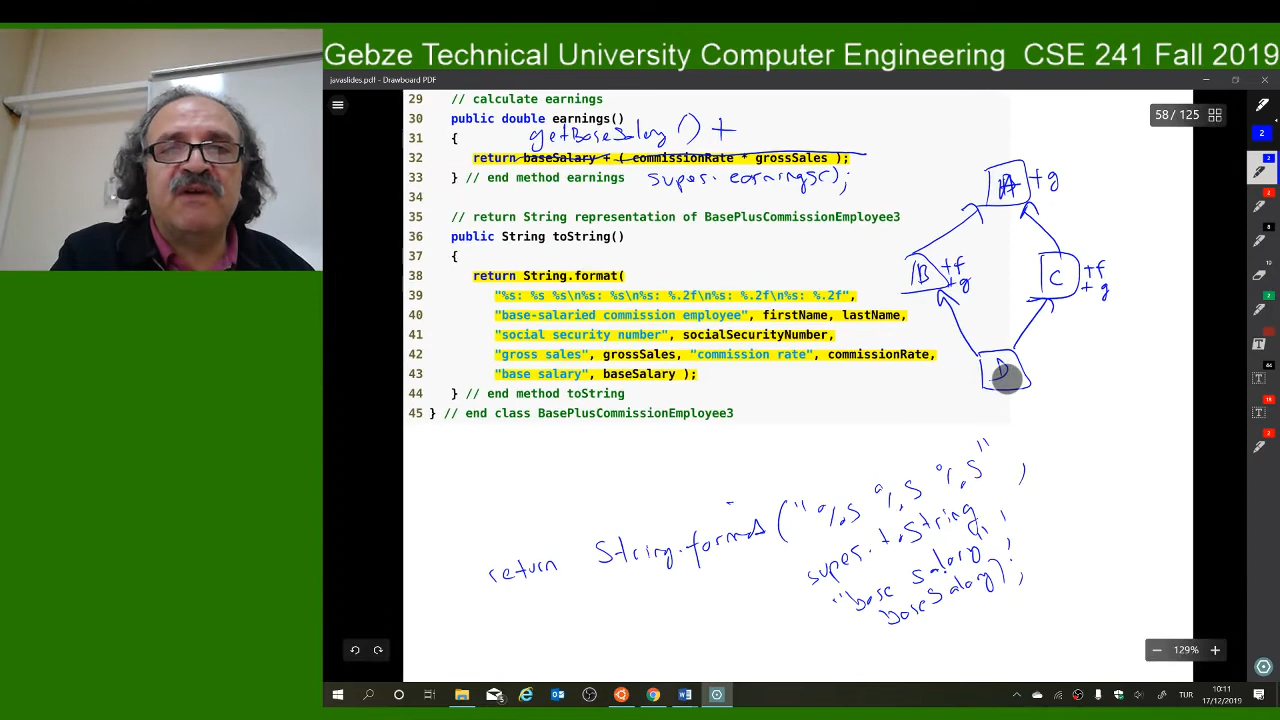 Gebze Technical University Computer Engineering CSE 241 Fall 2019
javaslides.pdf - Drawboard PDF
58 / 125
29 // calculate earnings
30 public double earnings()
getBaseSalary () +
31 {
32 return baseSalary + ( commissionRate * grossSales );
33 } // end method earnings super. earnings();
34
35 // return String representation of BasePlusCommissionEmployee3
36 public String toString()
37 {
38 return String.format(
39 "%s: %s %s\n%s: %s\n%s: %.2f\n%s: %.2f\n%s: %.2f",
40 "base-salaried commission employee", firstName, lastName,
41 "social security number", socialSecurityNumber,
42 "gross sales", grossSales, "commission rate", commissionRate,
43 "base salary", baseSalary );
44 } // end method toString
45 } // end class BasePlusCommissionEmployee3
A +g
B +f
+g
C +f
+g
D
return String.format ("%s %s %s" ,
super. toString ,
"base salary" ,
baseSalary) ;
129%
TUR
10:11
17/12/2019